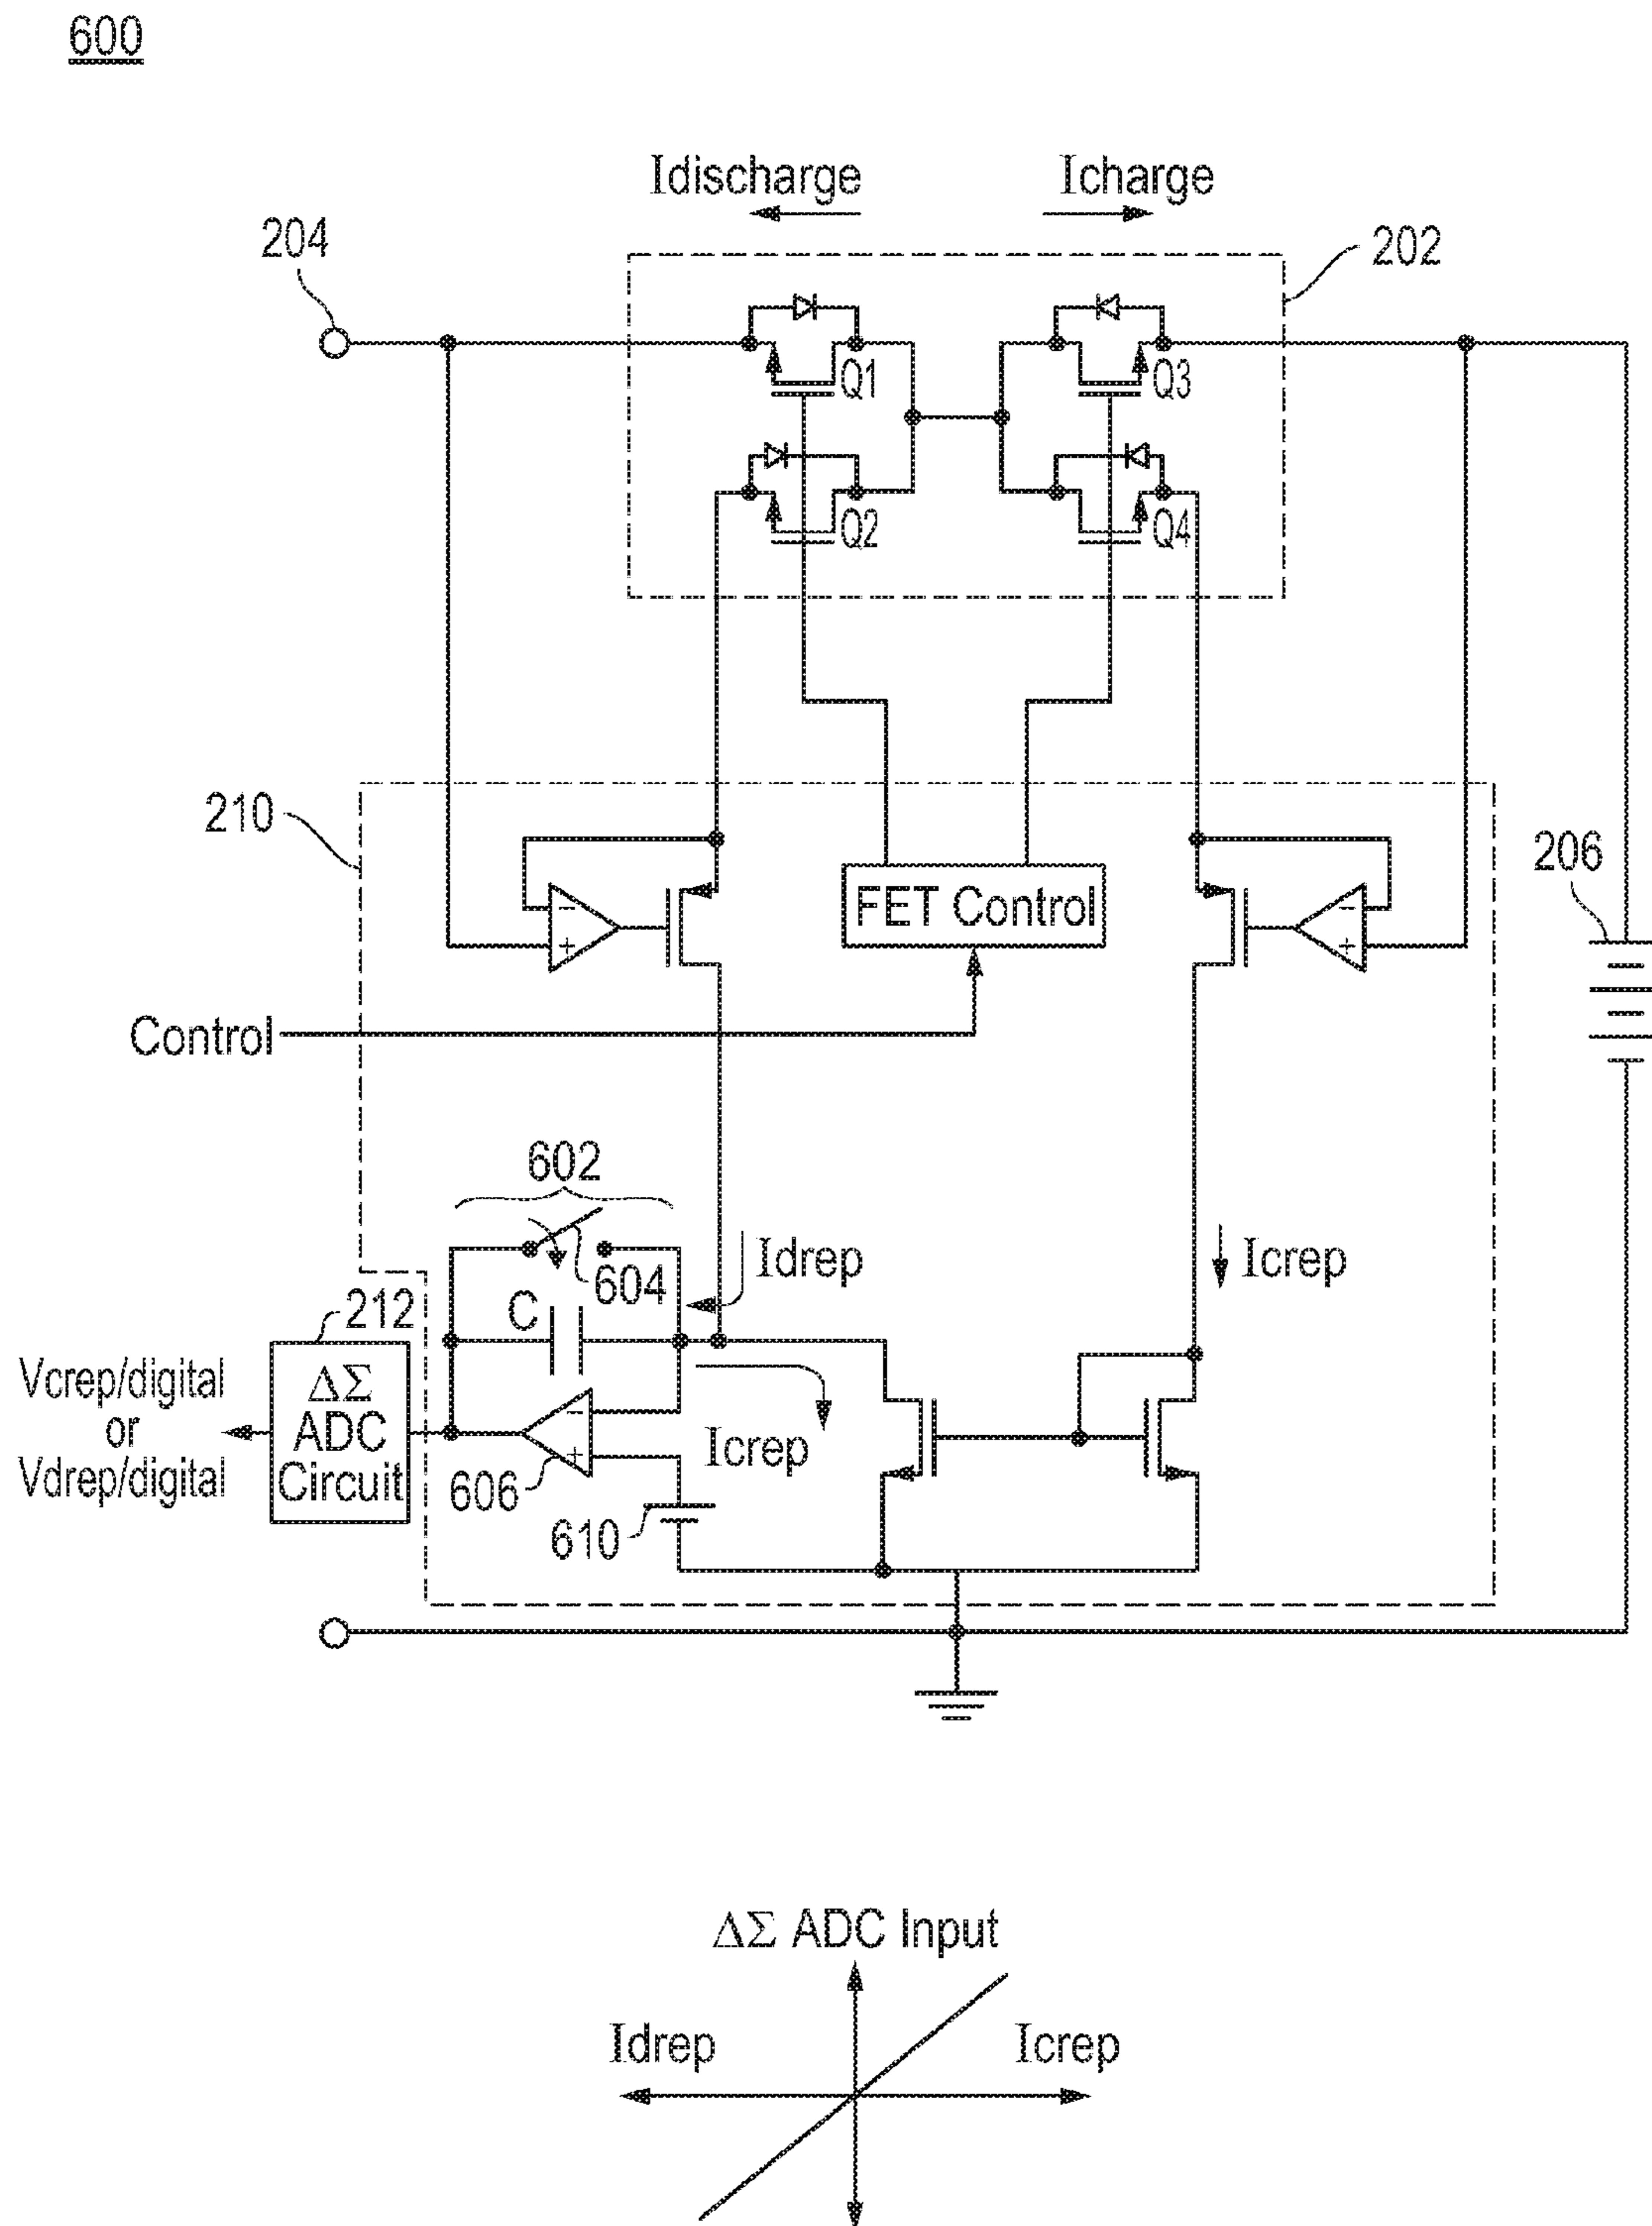 600
Idischarge
Icharge
204
202
Q1
Q3
Q2
Q4
210
206
− +
FET Control
− +
Control
602
604
Idrep
Icrep
C
212
Vcrep/digital
or
Vdrep/digital
ΔΣ
ADC
Circuit
− +
606
Icrep
610
ΔΣ ADC Input
Idrep
Icrep